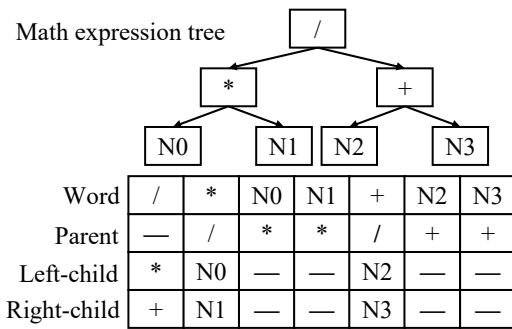 Math expression tree /
* +
N0 N1 N2 N3
Word / * N0 N1 + N2 N3
Parent — / * * / + +
Left-child * N0 — — N2 — —
Right-child + N1 — — N3 — —